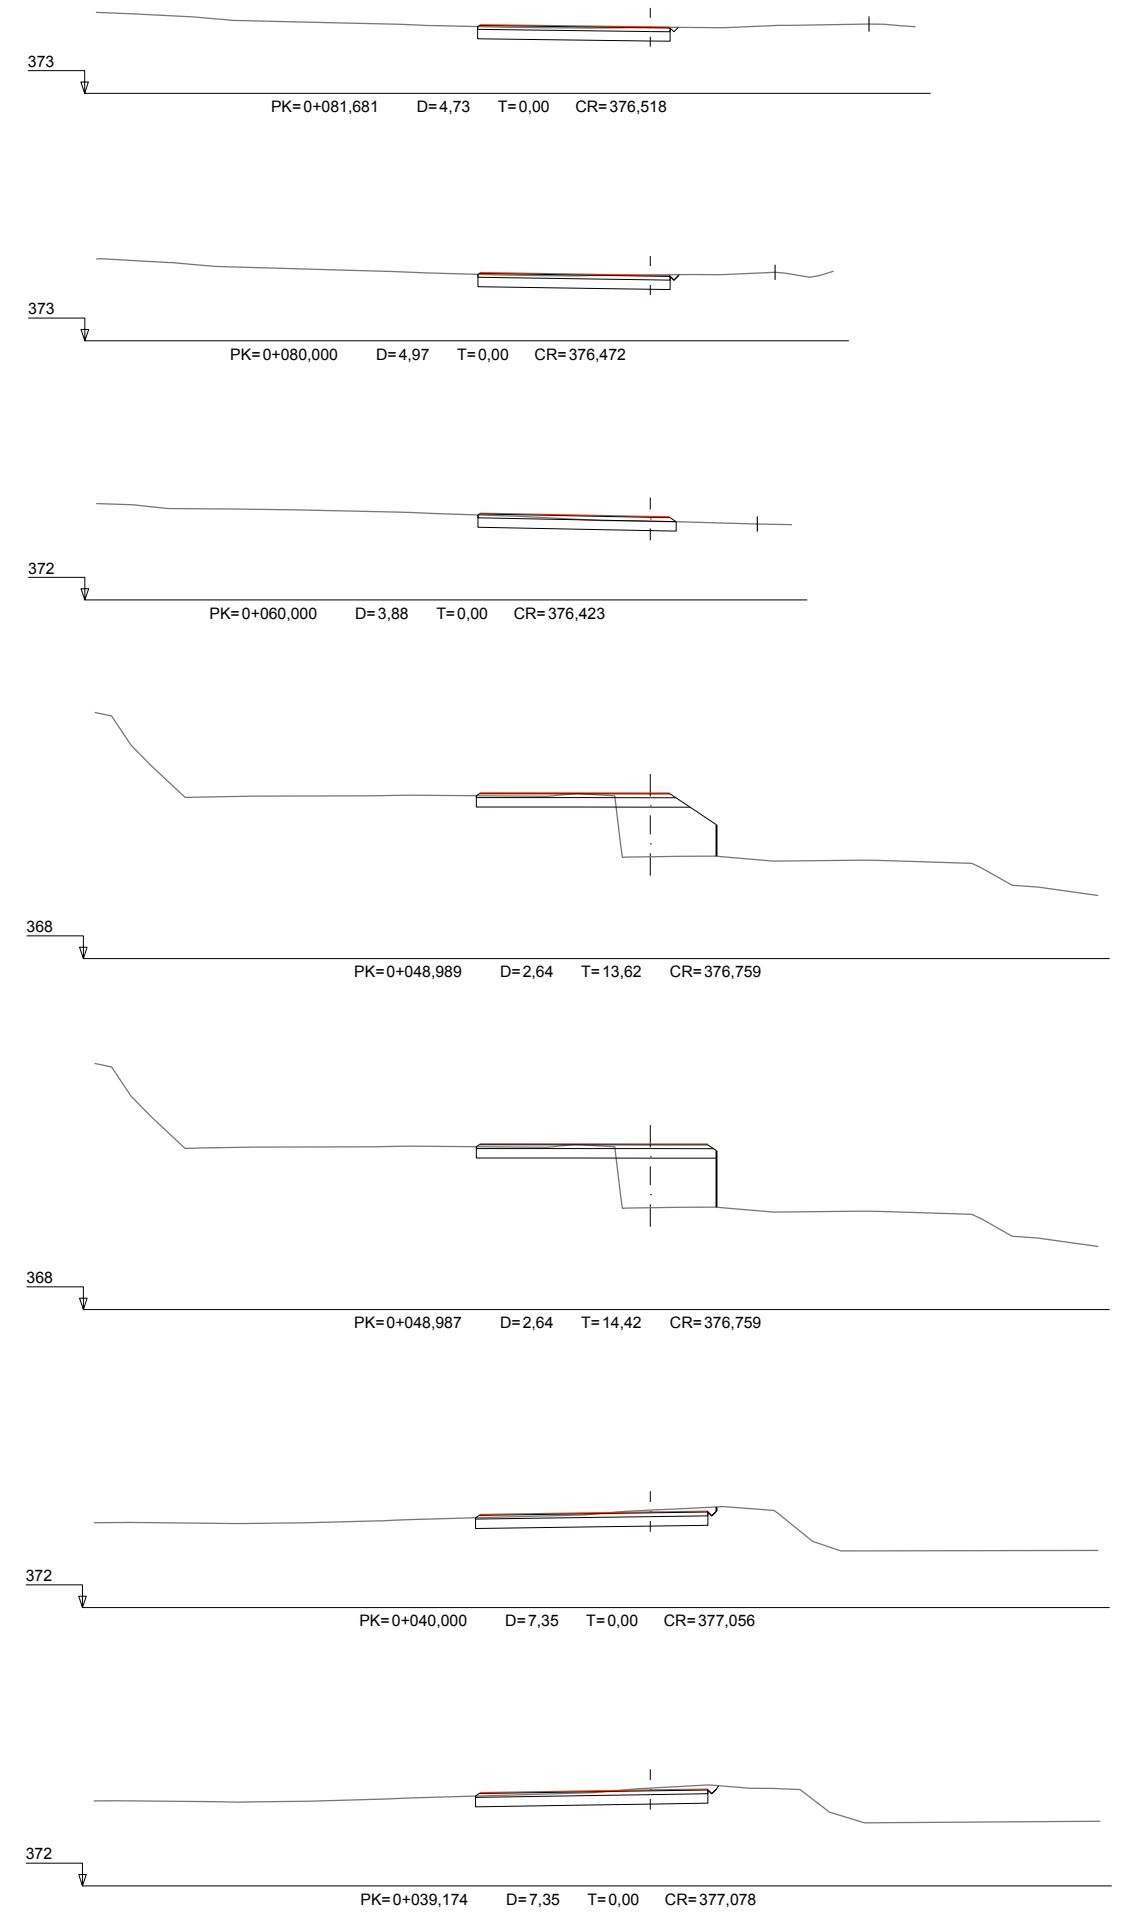 373
PK=0+081,681 D=4,73 T=0,00 CR=376,518
373
PK=0+080,000 D=4,97 T=0,00 CR=376,472
372
PK=0+060,000 D=3,88 T=0,00 CR=376,423
368
PK=0+048,989 D=2,64 T=13,62 CR=376,759
368
PK=0+048,987 D=2,64 T=14,42 CR=376,759
372
PK=0+040,000 D=7,35 T=0,00 CR=377,056
372
PK=0+039,174 D=7,35 T=0,00 CR=377,078